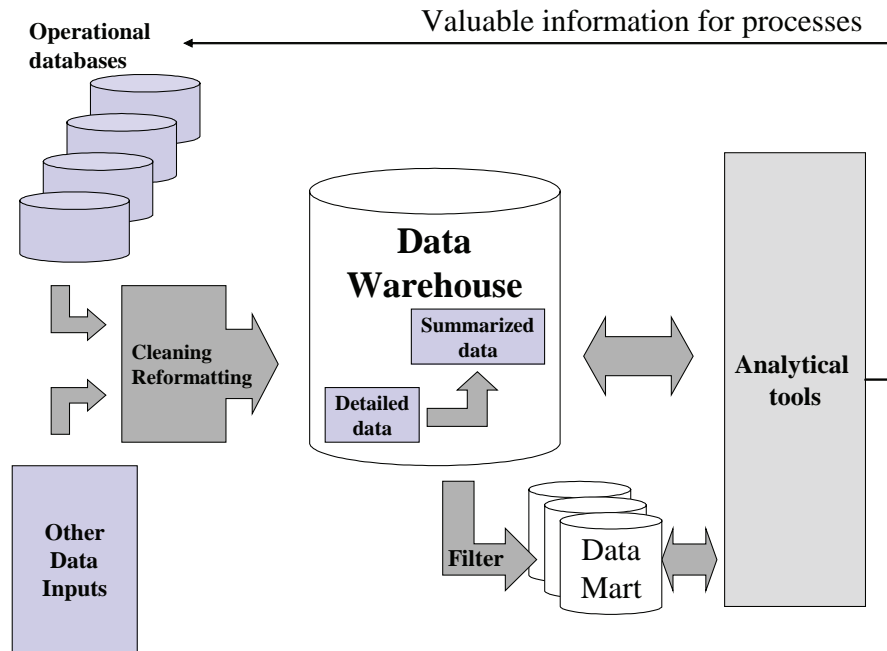 Valuable information for processes
Operational
databases
Data
Warehouse
Summarized
data
Cleaning
Reformatting
Detailed
data
Analytical
tools
Other
Data
Inputs
Filter
Data
Mart